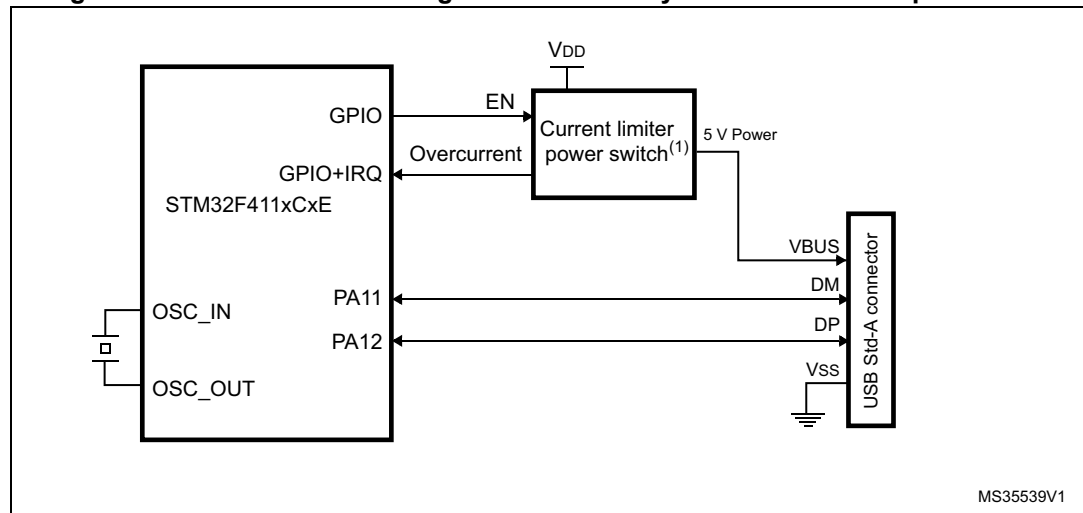 VDD
GPIO
EN
Current limiter
power switch(1)
5 V Power
Overcurrent
GPIO+IRQ
STM32F411xCxE
VBUS
DM
PA11
OSC_IN
DP
PA12
VSS
OSC_OUT
USB Std-A connector
MS35539V1